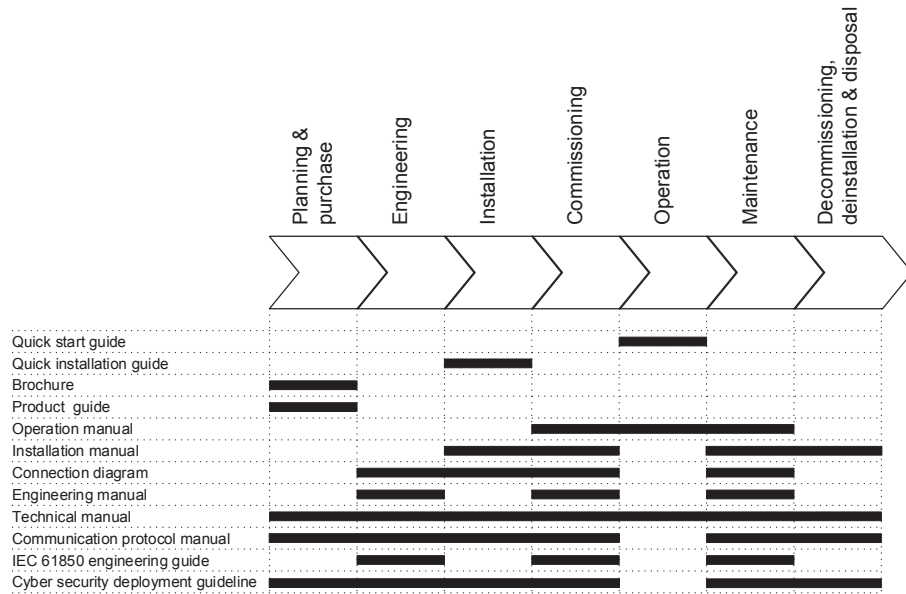 Planning &
purchase
Engineering
Installation
Commissioning
Operation
Maintenance
Decommissioning,
deinstallation & disposal
Quick start guide
Quick installation guide
Brochure
Product guide
Operation manual
Installation manual
Connection diagram
Engineering manual
Technical manual
Communication protocol manual
IEC 61850 engineering guide
Cyber security deployment guideline